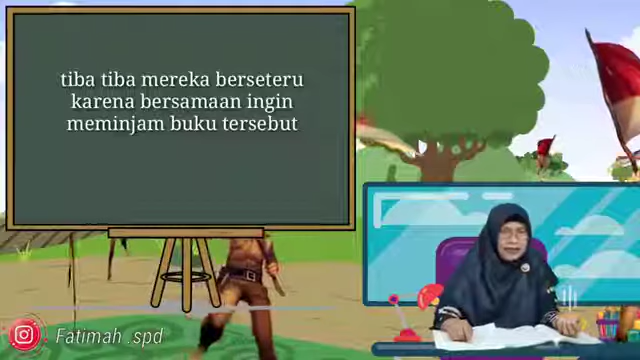 tiba tiba mereka berseteru
karena bersamaan ingin
meminjam buku tersebut
Fatimah .spd